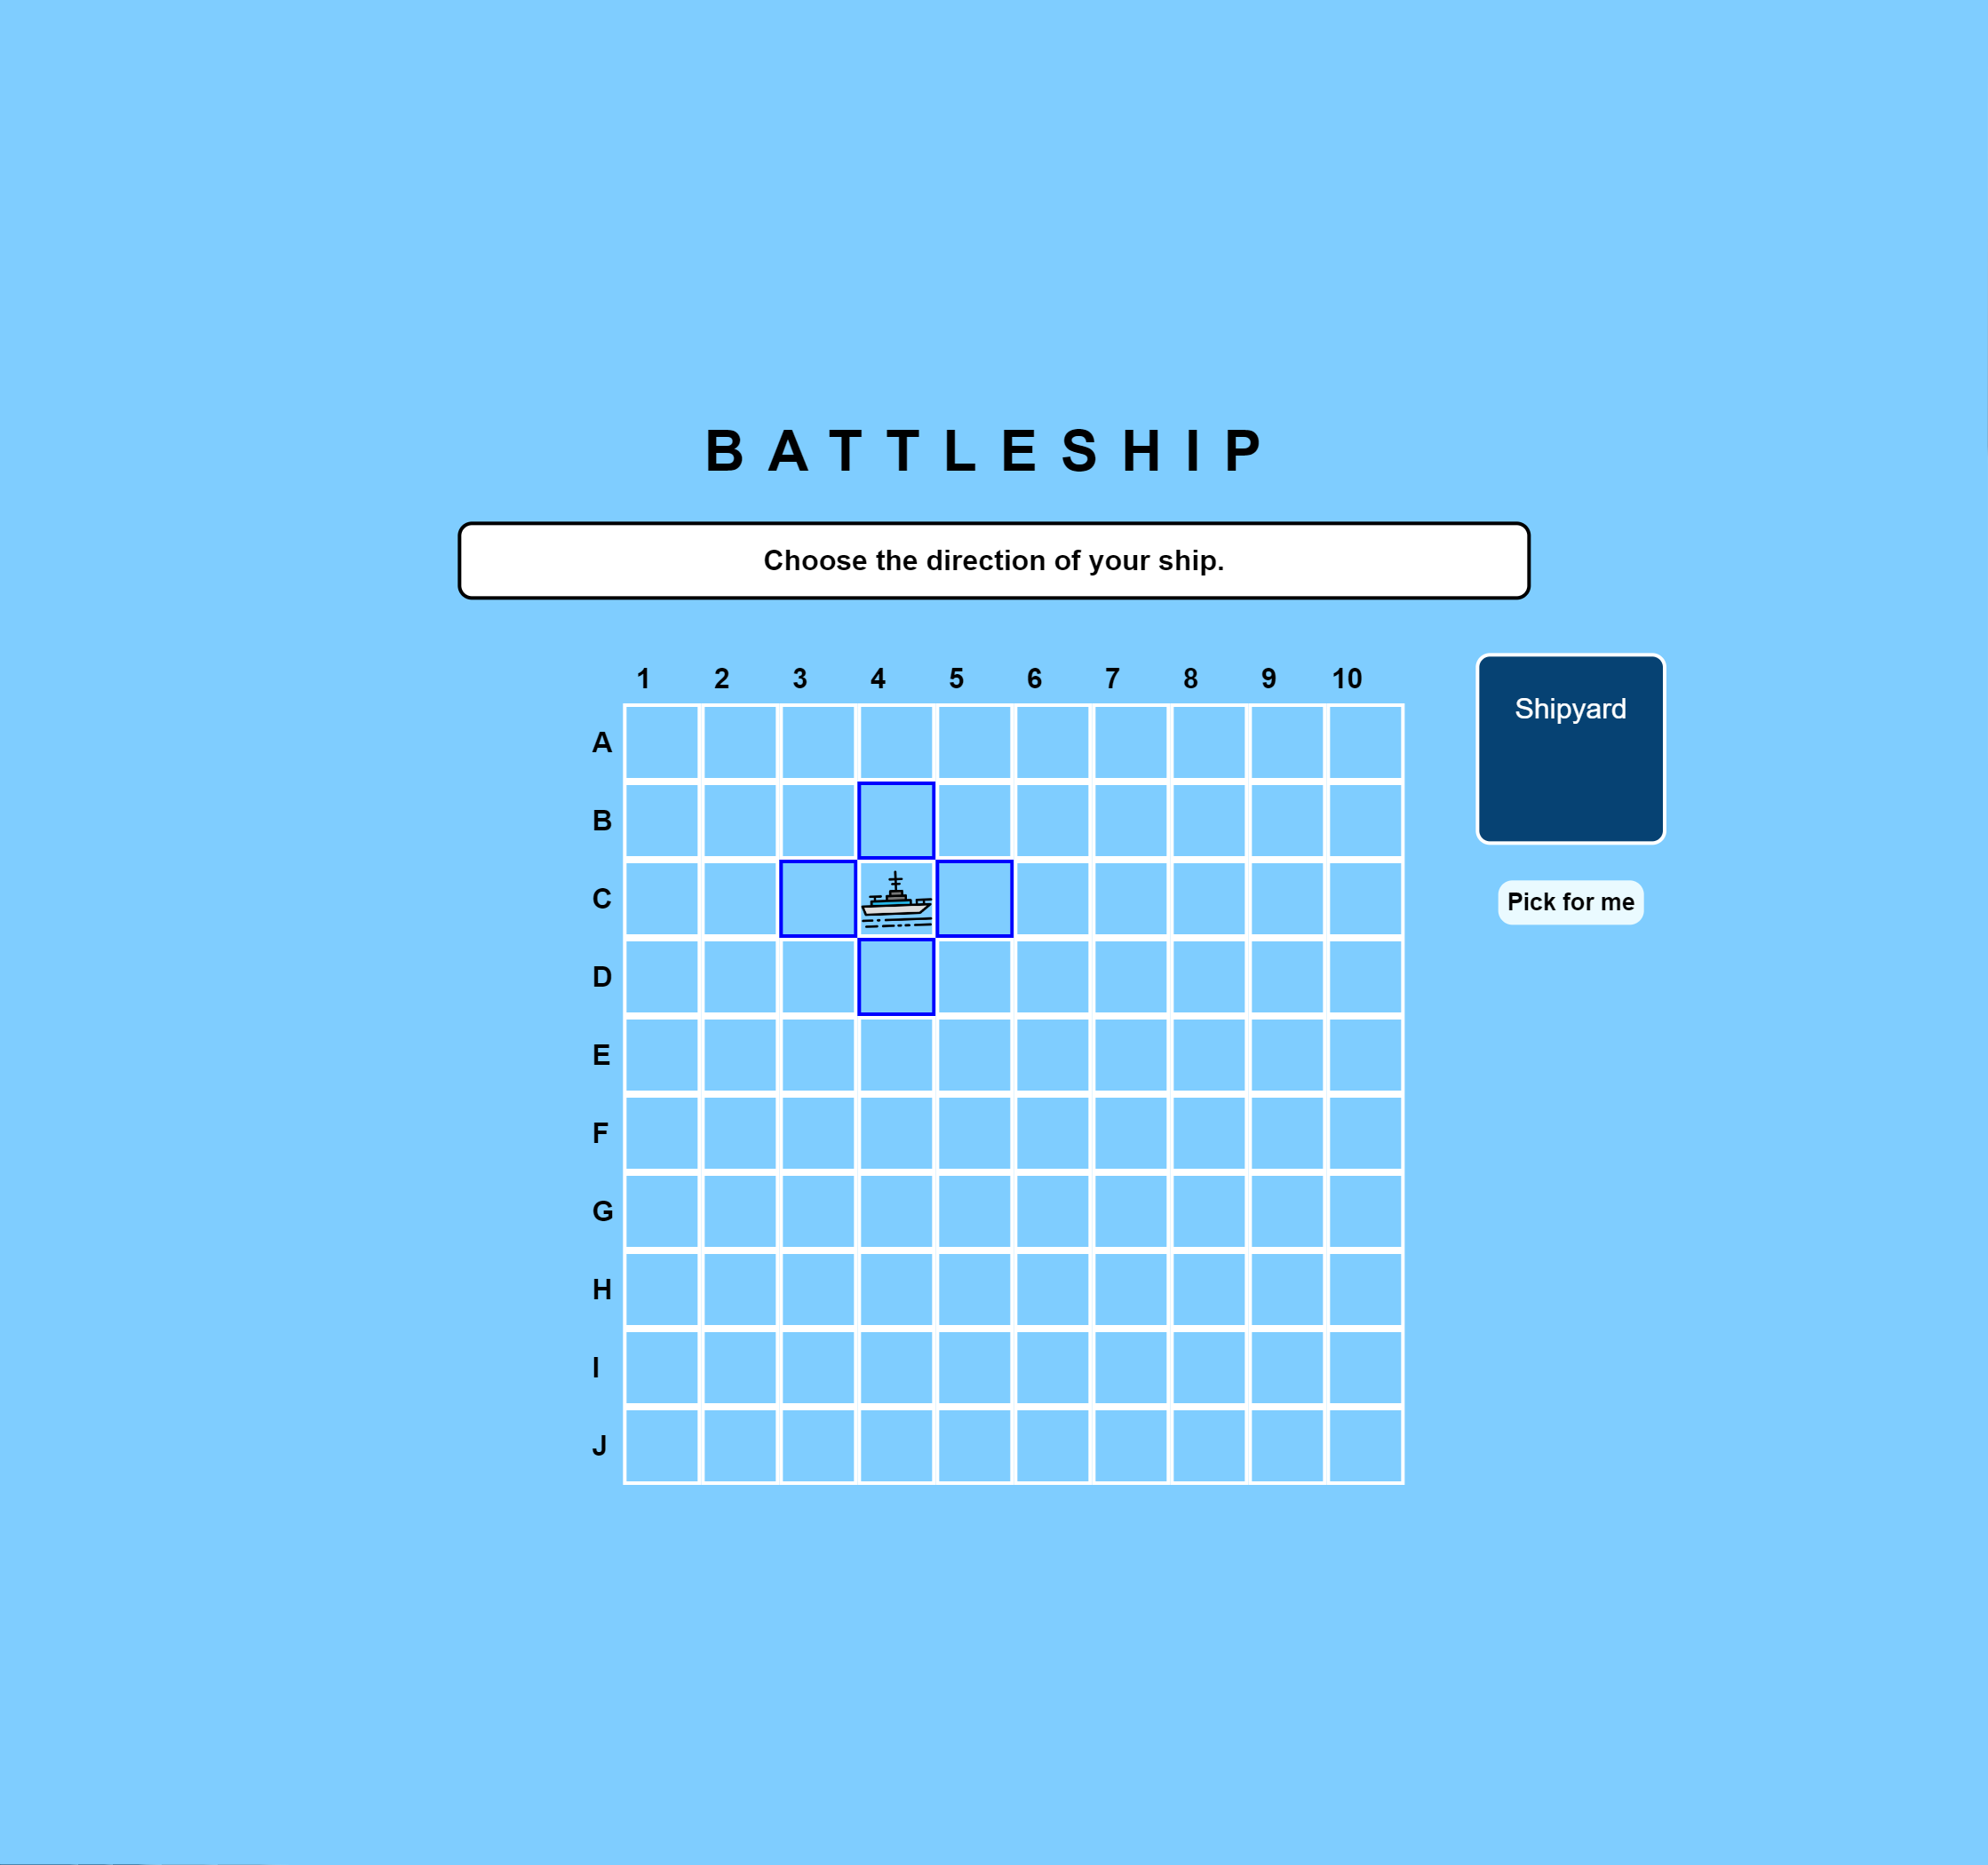 BATTLESHIP
Choose the direction of your ship.
1 2 3 4 5 6 7 8 9 10
Shipyard
A
B
C
Pick for me
D
E
F
G
H
I
J